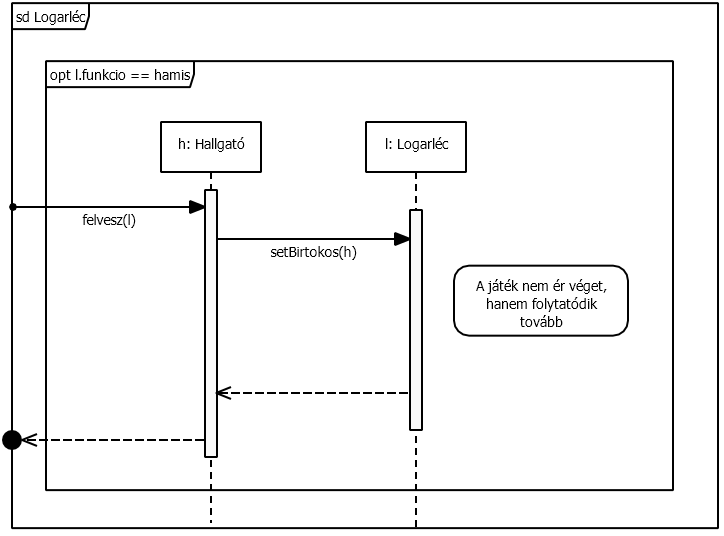 sd Logarléc
opt l.funkcio == hamis
h: Hallgató
l: Logarléc
felvesz(l)
setBirtokos(h)
A játék nem ér véget,
hanem folytatódik
tovább